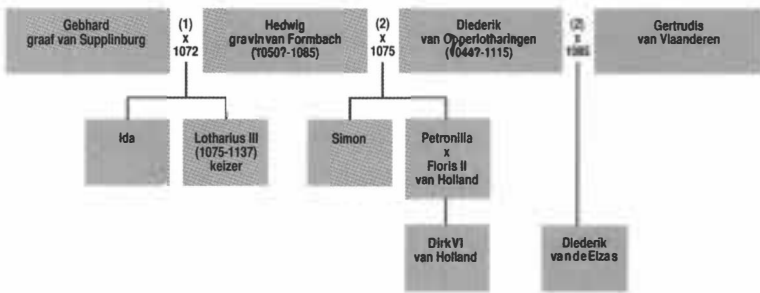 Gebhard
graaf van Supplinburg
(1)
x
1072
Hedwig
gravin van Formbach
(1050?-1085)
(2)
x
1075
Diederik
van Opperlotharingen
(1044?-1115)
(2)
x
1085
Gertrudis
van Vlaanderen
Ida
Lotharius III
(1075-1137)
keizer
Simon
Petronilla
x
Floris II
van Holland
Dirk VI
van Holland
Diederik
van de Elzas